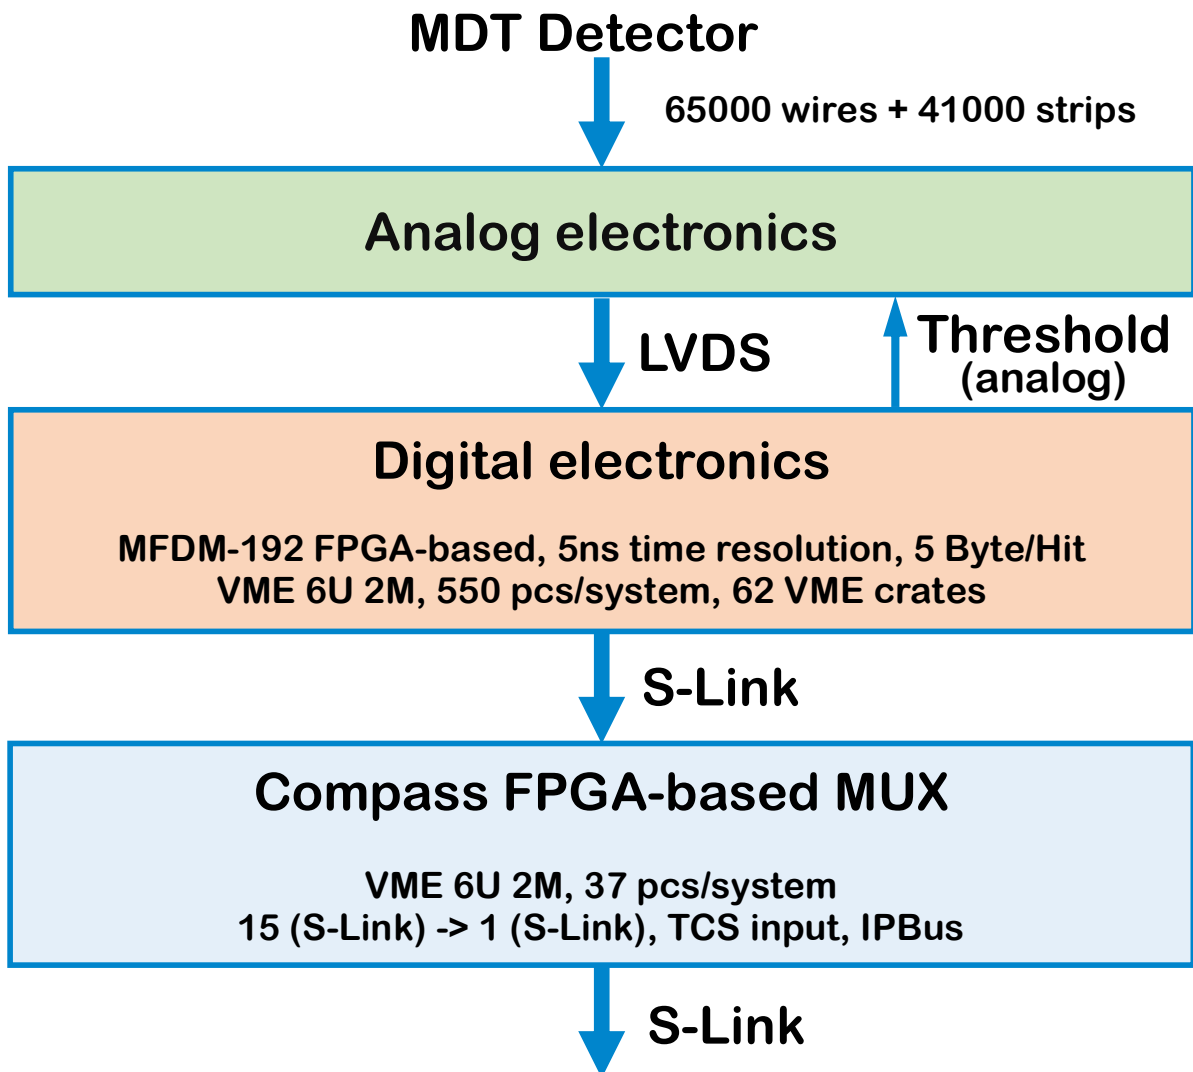 MDT Detector
65000 wires + 41000 strips
Analog electronics
LVDS
Threshold
(analog)
Digital electronics
MFDM-192 FPGA-based, 5ns time resolution, 5 Byte/Hit
VME 6U 2M, 550 pcs/system, 62 VME crates
S-Link
Compass FPGA-based MUX
VME 6U 2M, 37 pcs/system
15 (S-Link) -> 1 (S-Link), TCS input, IPBus
S-Link